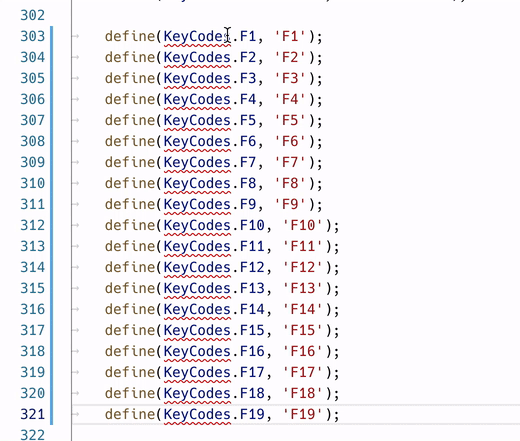 302
303 define(KeyCodes.F1, 'F1');
304 define(KeyCodes.F2, 'F2');
305 define(KeyCodes.F3, 'F3');
306 define(KeyCodes.F4, 'F4');
307 define(KeyCodes.F5, 'F5');
308 define(KeyCodes.F6, 'F6');
309 define(KeyCodes.F7, 'F7');
310 define(KeyCodes.F8, 'F8');
311 define(KeyCodes.F9, 'F9');
312 define(KeyCodes.F10, 'F10');
313 define(KeyCodes.F11, 'F11');
314 define(KeyCodes.F12, 'F12');
315 define(KeyCodes.F13, 'F13');
316 define(KeyCodes.F14, 'F14');
317 define(KeyCodes.F15, 'F15');
318 define(KeyCodes.F16, 'F16');
319 define(KeyCodes.F17, 'F17');
320 define(KeyCodes.F18, 'F18');
321 define(KeyCodes.F19, 'F19');
322